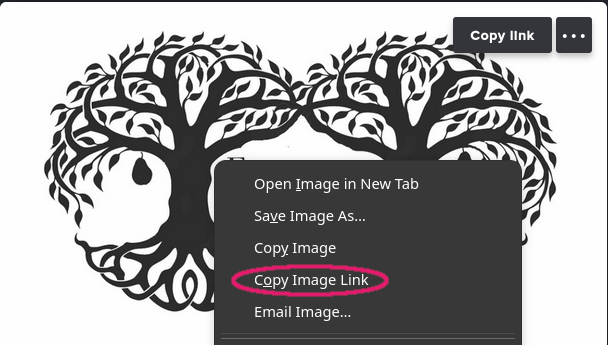 Copy link
Open Image in New Tab
Save Image As...
Copy Image
Copy Image Link
Email Image...